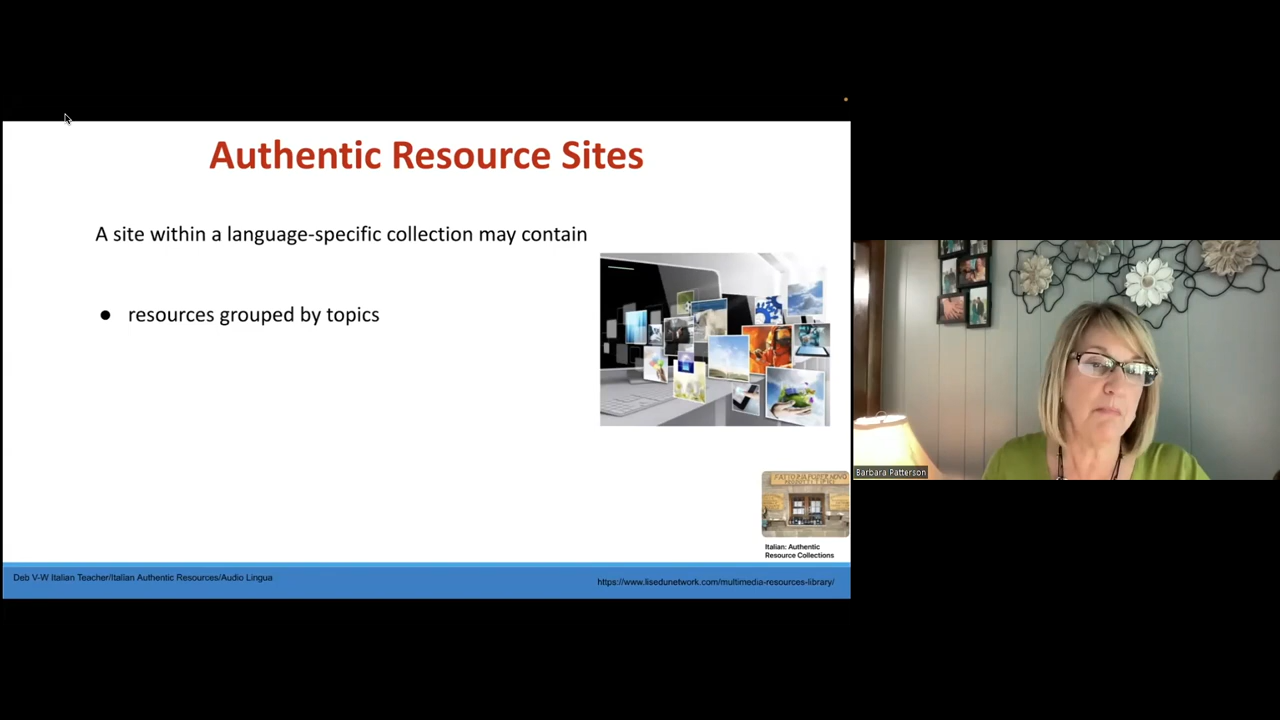 Authentic Resource Sites
A site within a language-specific collection may contain
● resources grouped by topics
Italian: Authentic
Resource Collections
Deb V-W Italian Teacher/Italian Authentic Resources/Audio Lingua
https://www.lisedunetwork.com/multimedia-resources-library/
Barbara Patterson